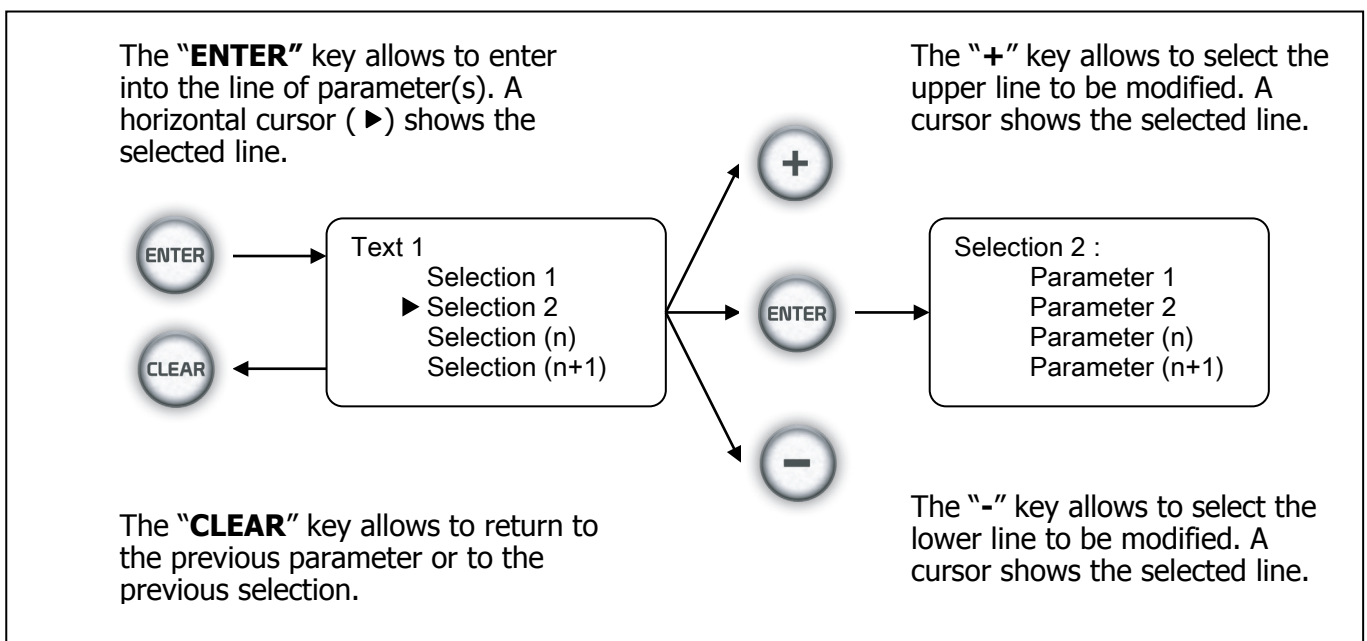 The “ENTER” key allows to enter
into the line of parameter(s). A
horizontal cursor ( ▶) shows the
selected line.
The “+” key allows to select the
upper line to be modified. A
cursor shows the selected line.
+
ENTER
Text 1
Selection 1
▶ Selection 2
Selection (n)
Selection (n+1)
CLEAR
ENTER
Selection 2 :
Parameter 1
Parameter 2
Parameter (n)
Parameter (n+1)
-
The “CLEAR” key allows to return to
the previous parameter or to the
previous selection.
The “-” key allows to select the
lower line to be modified. A
cursor shows the selected line.